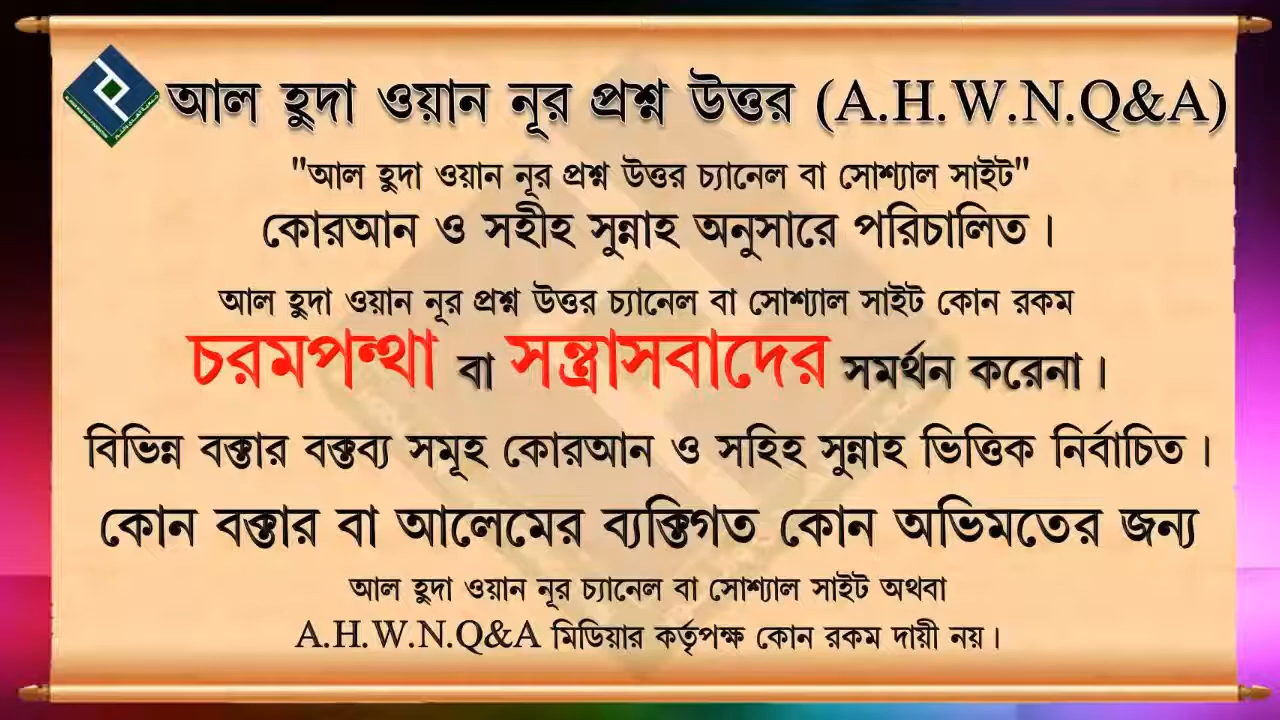 আল হুদা ওয়ান নূর প্রশ্ন উত্তর (A.H.W.N.Q&A)
"আল হুদা ওয়ান নূর প্রশ্ন উত্তর চ্যানেল বা সোশ্যাল সাইট"
কোরআন ও সহীহ সুন্নাহ অনুসারে পরিচালিত।
আল হুদা ওয়ান নূর প্রশ্ন উত্তর চ্যানেল বা সোশ্যাল সাইট কোন রকম
চরমপন্থা বা সন্ত্রাসবাদের সমর্থন করেনা।
বিভিন্ন বক্তার বক্তব্য সমূহ কোরআন ও সহিহ সুন্নাহ ভিত্তিক নির্বাচিত।
কোন বক্তার বা আলেমের ব্যক্তিগত কোন অভিমতের জন্য
আল হুদা ওয়ান নূর চ্যানেল বা সোশ্যাল সাইট অথবা
A.H.W.N.Q&A মিডিয়ার কর্তৃপক্ষ কোন রকম দায়ী নয়।